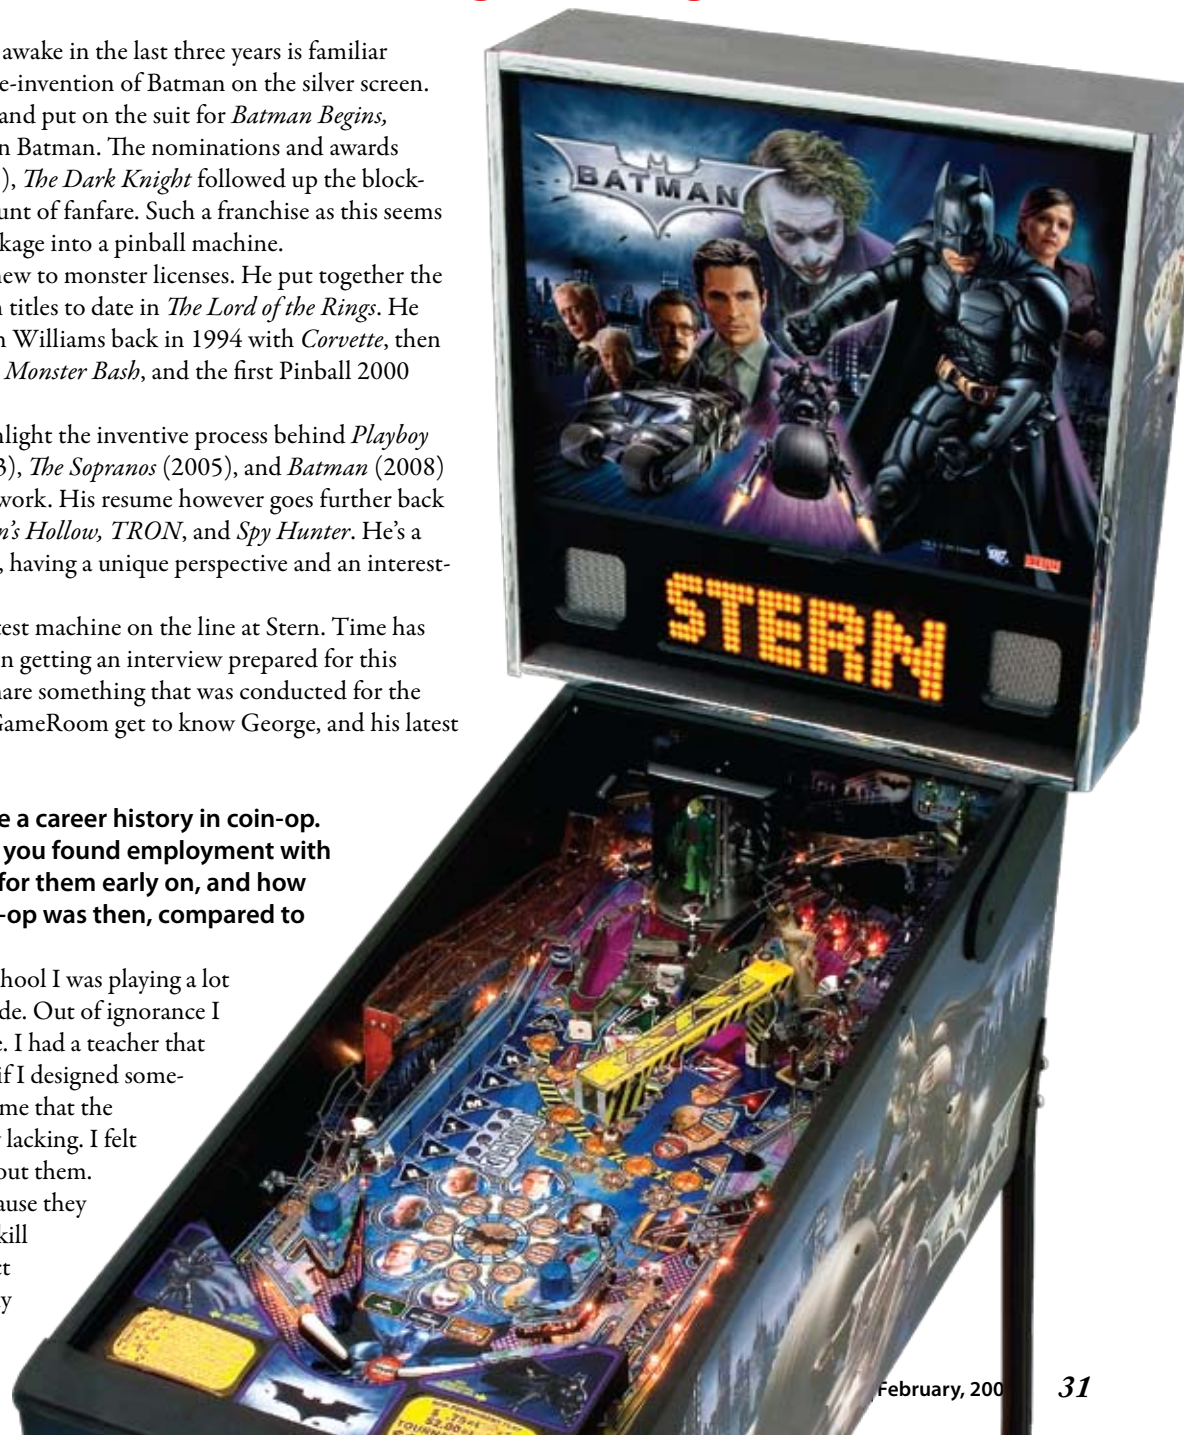 awake in the last three years is familiar
e-invention of Batman on the silver screen.
and put on the suit for Batman Begins,
n Batman. The nominations and awards
), The Dark Knight followed up the block-
unt of fanfare. Such a franchise as this seems
kage into a pinball machine.
new to monster licenses. He put together the
n titles to date in The Lord of the Rings. He
n Williams back in 1994 with Corvette, then
Monster Bash, and the first Pinball 2000
hlight the inventive process behind Playboy
3), The Sopranos (2005), and Batman (2008)
work. His resume however goes further back
n's Hollow, TRON, and Spy Hunter. He's a
, having a unique perspective and an interest-
test machine on the line at Stern. Time has
n getting an interview prepared for this
hare something that was conducted for the
GameRoom get to know George, and his latest
e a career history in coin-op.
you found employment with
for them early on, and how
-op was then, compared to
hool I was playing a lot
de. Out of ignorance I
e. I had a teacher that
if I designed some-
me that the
lacking. I felt
out them.
ause they
kill
ct
y
BATMAN
STERN
STERN
BATMAN
February, 200
31